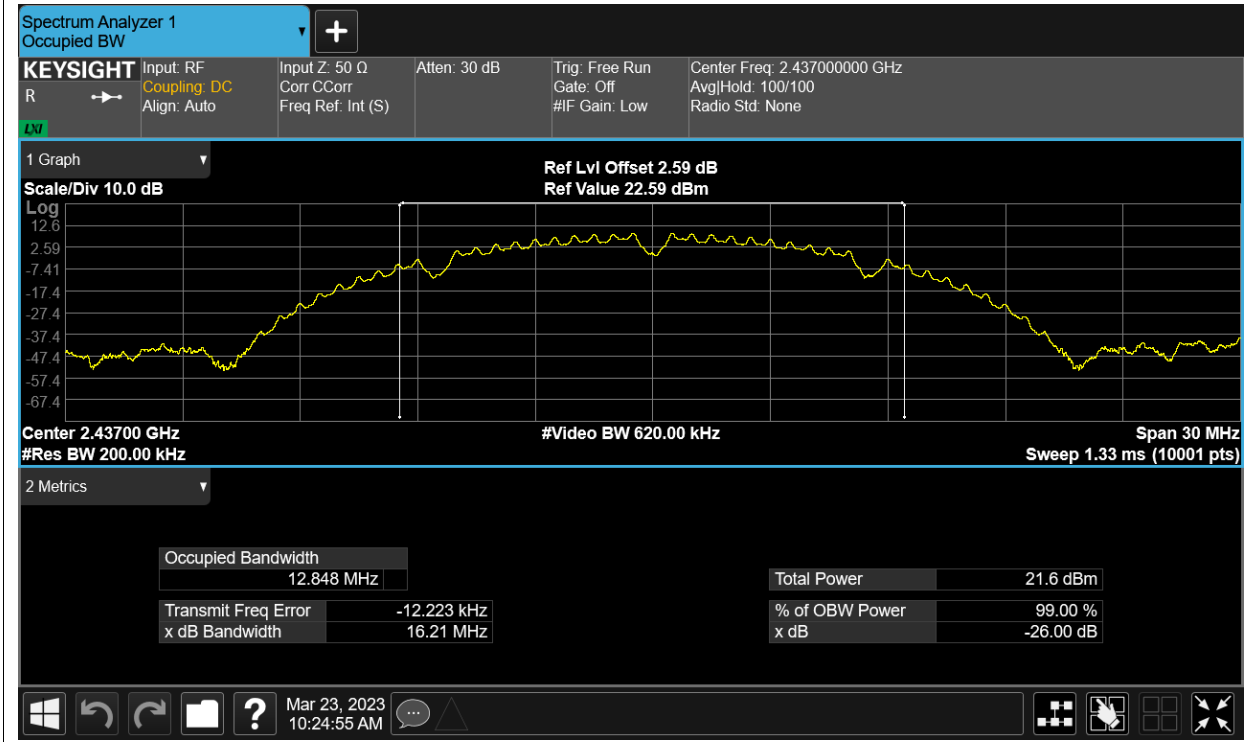 Spectrum Analyzer 1
Occupied BW
KEYSIGHT
R
LXI
Input: RF
Coupling: DC
Align: Auto
Input Z: 50 Ω
Corr CCorr
Freq Ref: Int (S)
Atten: 30 dB
Trig: Free Run
Gate: Off
#IF Gain: Low
Center Freq: 2.437000000 GHz
Avg|Hold: 100/100
Radio Std: None
1 Graph
Scale/Div 10.0 dB
Ref Lvl Offset 2.59 dB
Ref Value 22.59 dBm
Log
12.6
2.59
-7.41
-17.4
-27.4
-37.4
-47.4
-57.4
-67.4
Center 2.43700 GHz
#Video BW 620.00 kHz
Span 30 MHz
#Res BW 200.00 kHz
Sweep 1.33 ms (10001 pts)
2 Metrics
Occupied Bandwidth
12.848 MHz
Total Power 21.6 dBm
Transmit Freq Error -12.223 kHz
% of OBW Power 99.00 %
x dB Bandwidth 16.21 MHz
x dB -26.00 dB
?
Mar 23, 2023
10:24:55 AM